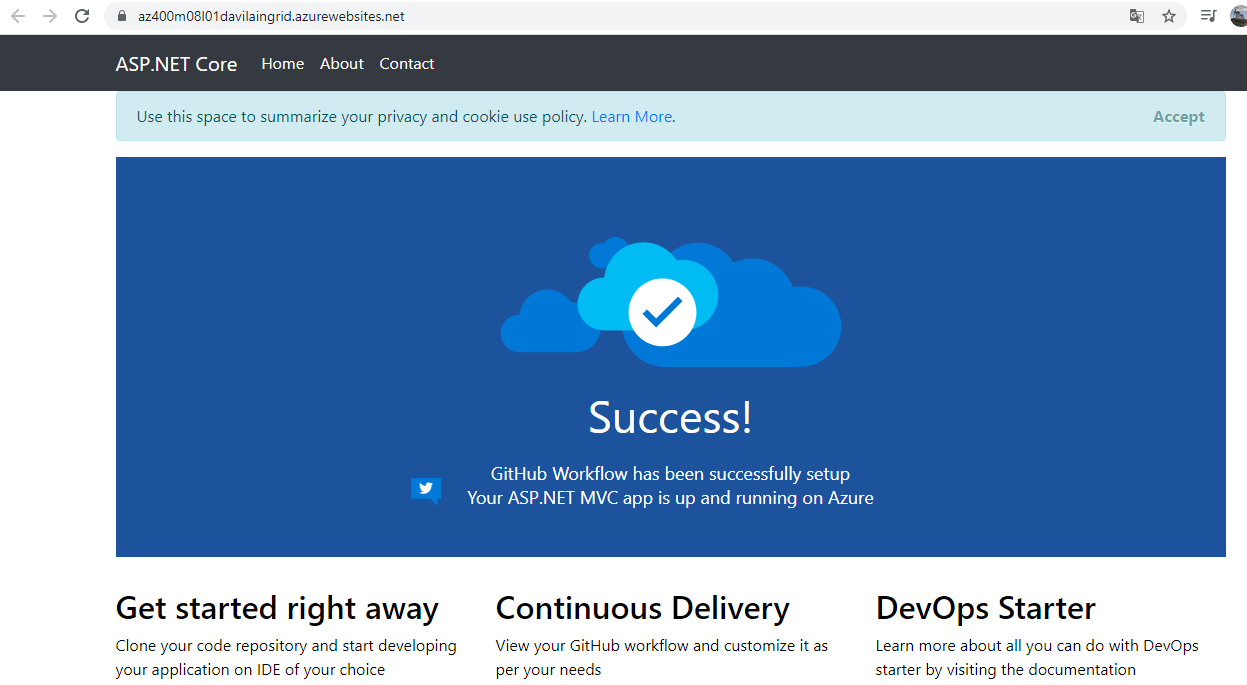 az400m08l01davilaingrid.azurewebsites.net
ASP.NET Core Home About Contact
Use this space to summarize your privacy and cookie use policy. Learn More. Accept
Success!
GitHub Workflow has been successfully setup
Your ASP.NET MVC app is up and running on Azure
Get started right away
Clone your code repository and start developing
your application on IDE of your choice
Continuous Delivery
View your GitHub workflow and customize it as
per your needs
DevOps Starter
Learn more about all you can do with DevOps
starter by visiting the documentation